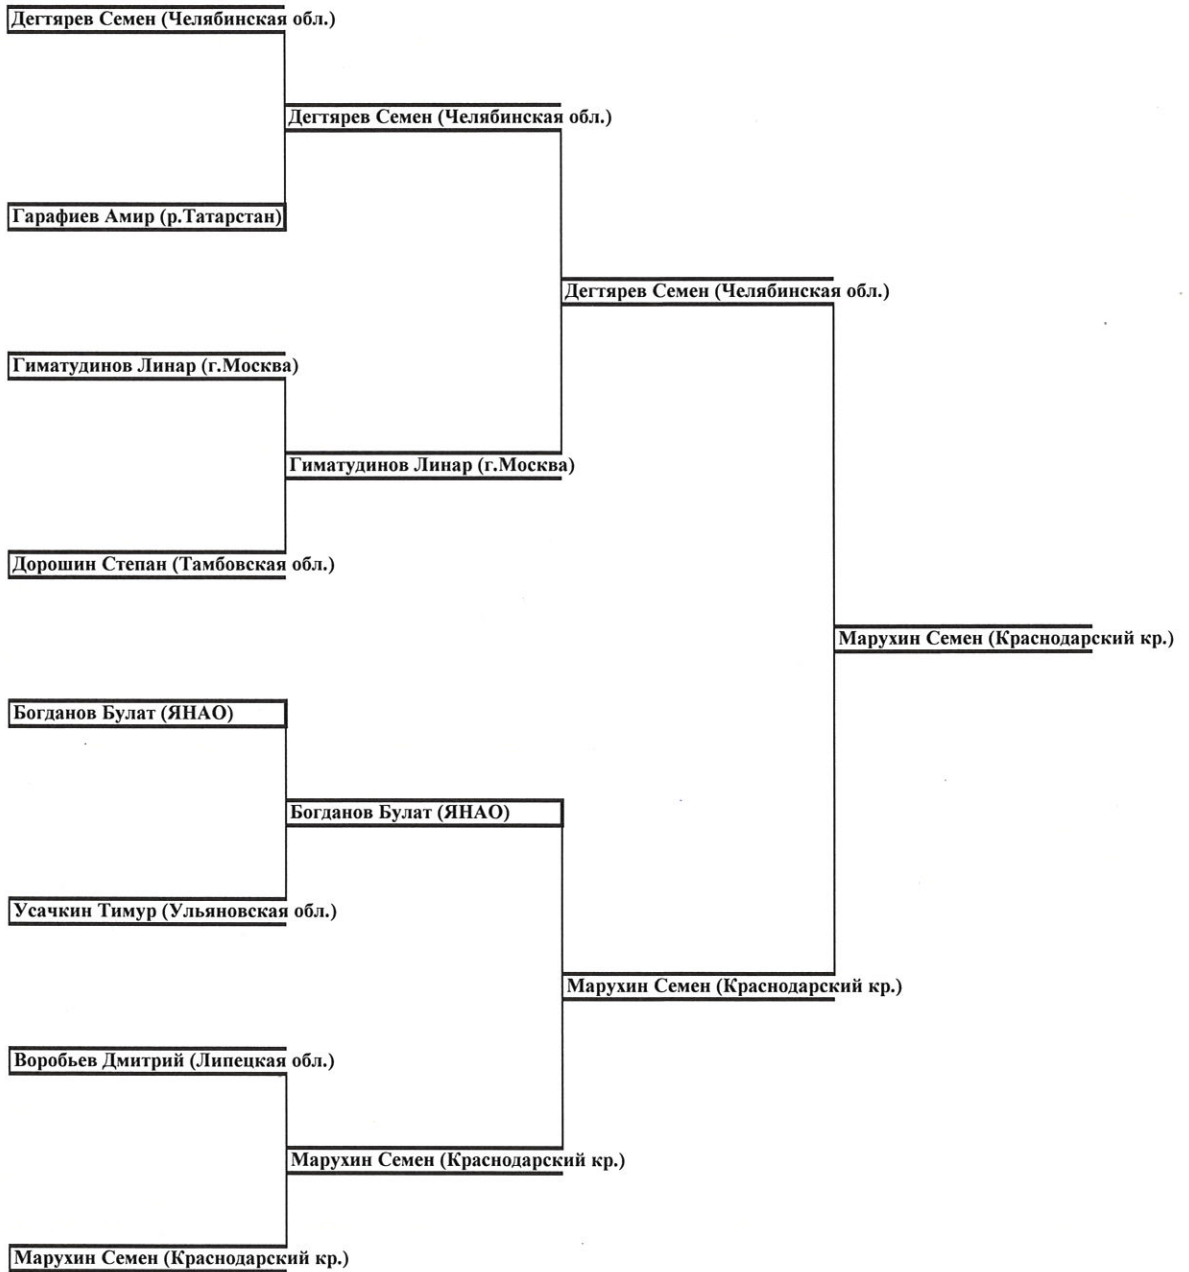 Дегтярев Семен (Челябинская обл.)
Дегтярев Семен (Челябинская обл.)
Гарафиев Амир (р.Татарстан)
Дегтярев Семен (Челябинская обл.)
Гиматудинов Линар (г.Москва)
Гиматудинов Линар (г.Москва)
Дорошин Степан (Тамбовская обл.)
Марухин Семен (Краснодарский кр.)
Богданов Булат (ЯНАО)
Богданов Булат (ЯНАО)
Усачкин Тимур (Ульяновская обл.)
Марухин Семен (Краснодарский кр.)
Воробьев Дмитрий (Липецкая обл.)
Марухин Семен (Краснодарский кр.)
Марухин Семен (Краснодарский кр.)